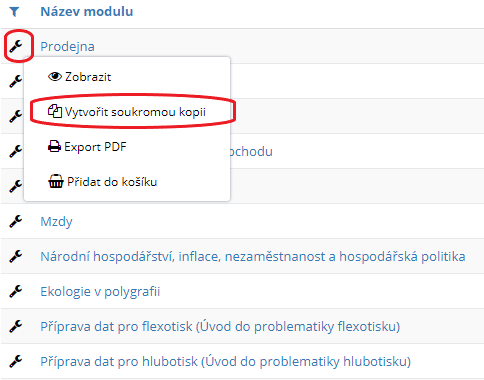 Název modulu
Prodejna
Zobrazit
Vytvořit soukromou kopii
Export PDF
ochodu
Přidat do košíku
Mzdy
Národní hospodářství, inflace, nezaměstnanost a hospodářská politika
Ekologie v polygrafii
Příprava dat pro flexotisk (Úvod do problematiky flexotisku)
Příprava dat pro hlubotisk (Úvod do problematiky hlubotisku)